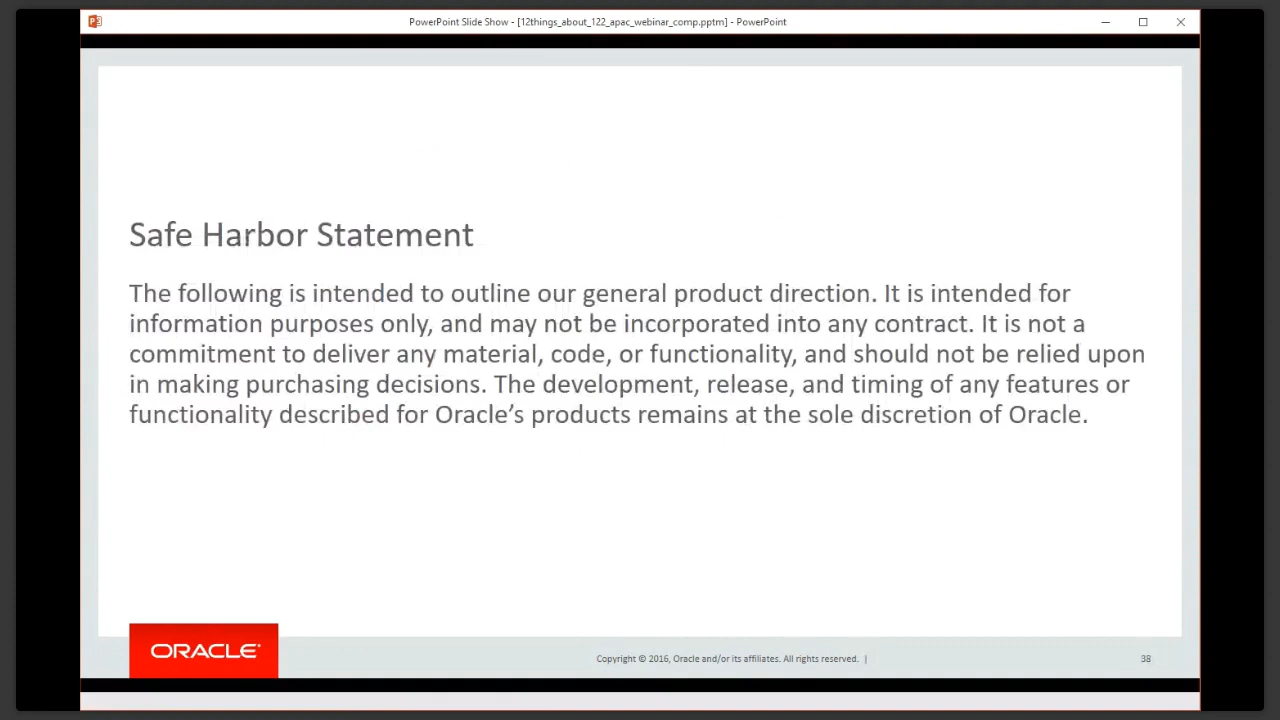 PowerPoint Slide Show - [12things_about_122_apac_webinar_comp.pptm] - PowerPoint
Safe Harbor Statement
The following is intended to outline our general product direction. It is intended for
information purposes only, and may not be incorporated into any contract. It is not a
commitment to deliver any material, code, or functionality, and should not be relied upon
in making purchasing decisions. The development, release, and timing of any features or
functionality described for Oracle’s products remains at the sole discretion of Oracle.
ORACLE®
Copyright © 2016, Oracle and/or its affiliates. All rights reserved. |
38